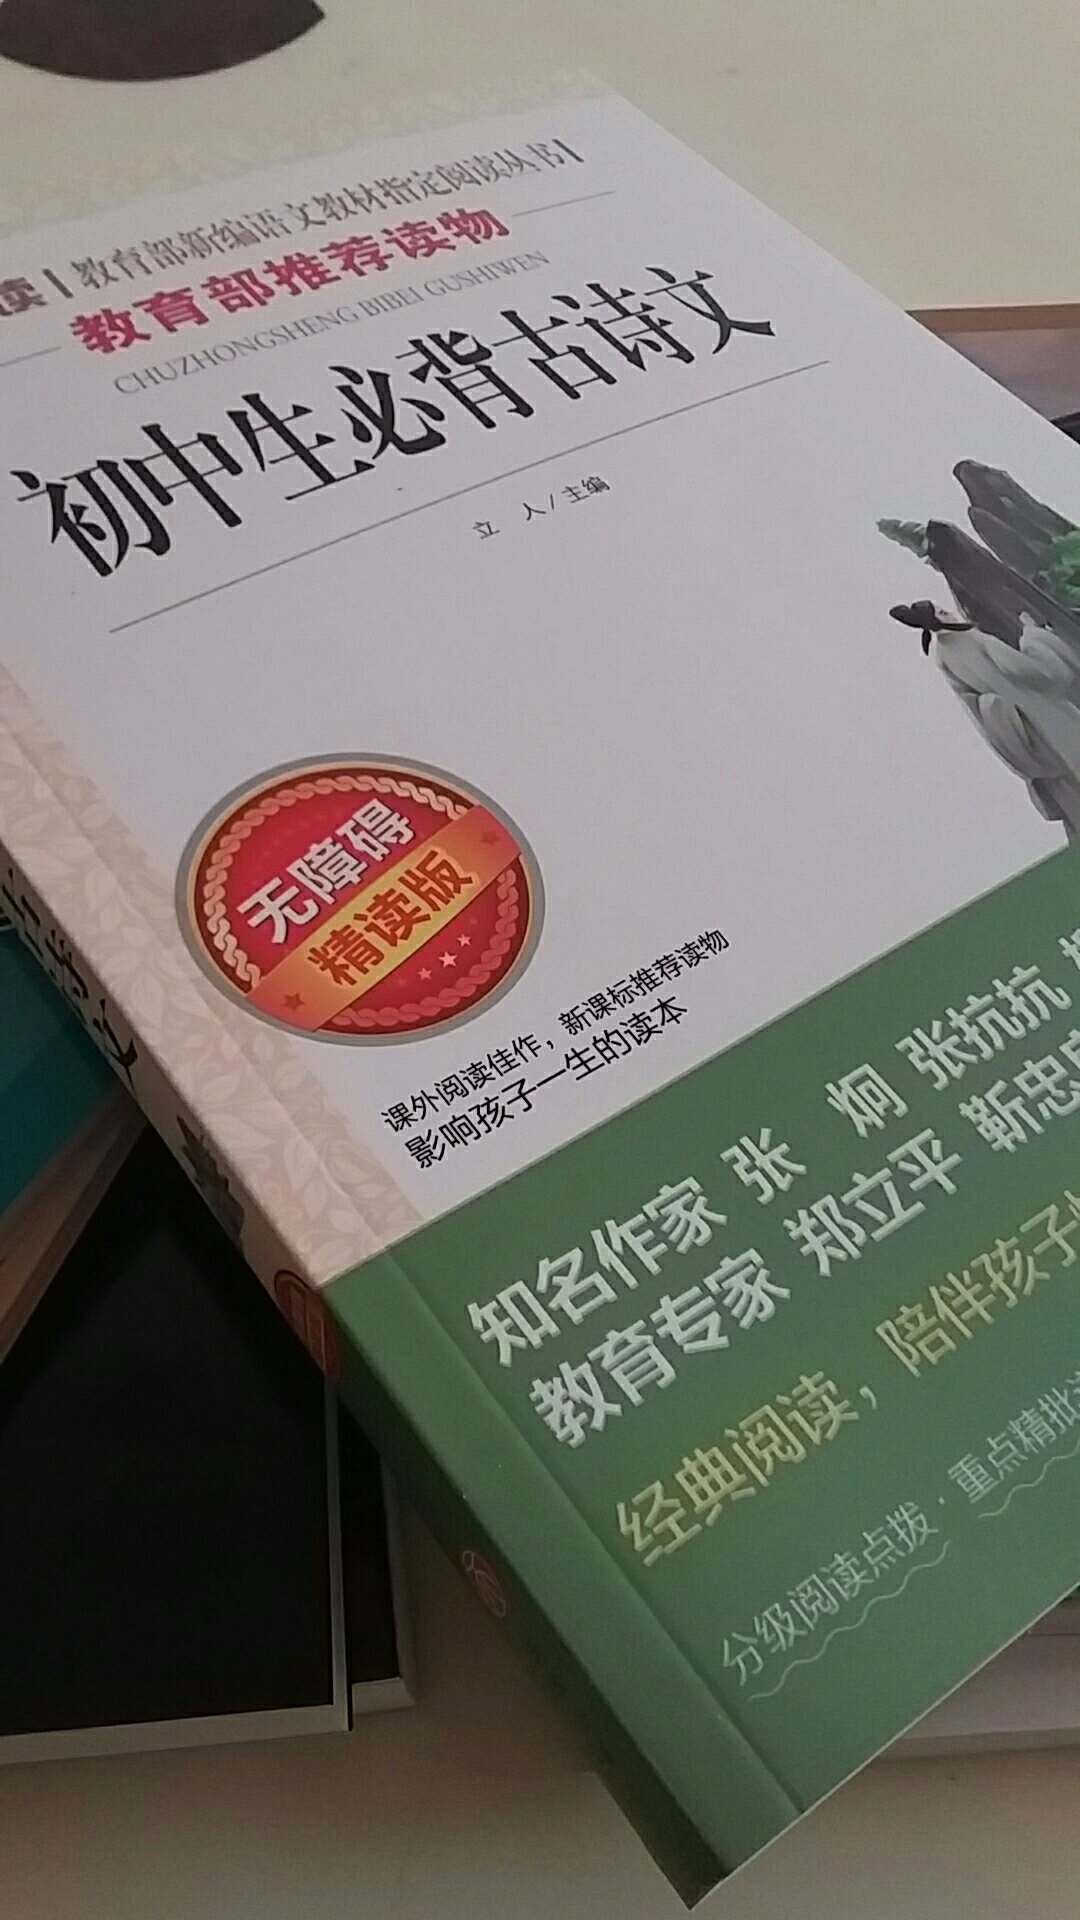 读 | 教育部新编语文教材指定阅读丛书 |
教育部推荐读物
CHUZHONGSHENG BIBEI GUSHIWEN
初中生必背古诗文
立 人 / 主编
无障碍
精读版
课外阅读佳作，新课标推荐读物
影响孩子一生的读本
知名作家 张 炯 张抗抗
教育专家 郑立平 靳忠
经典阅读，陪伴孩子
分级阅读点拨 · 重点精批
古诗文